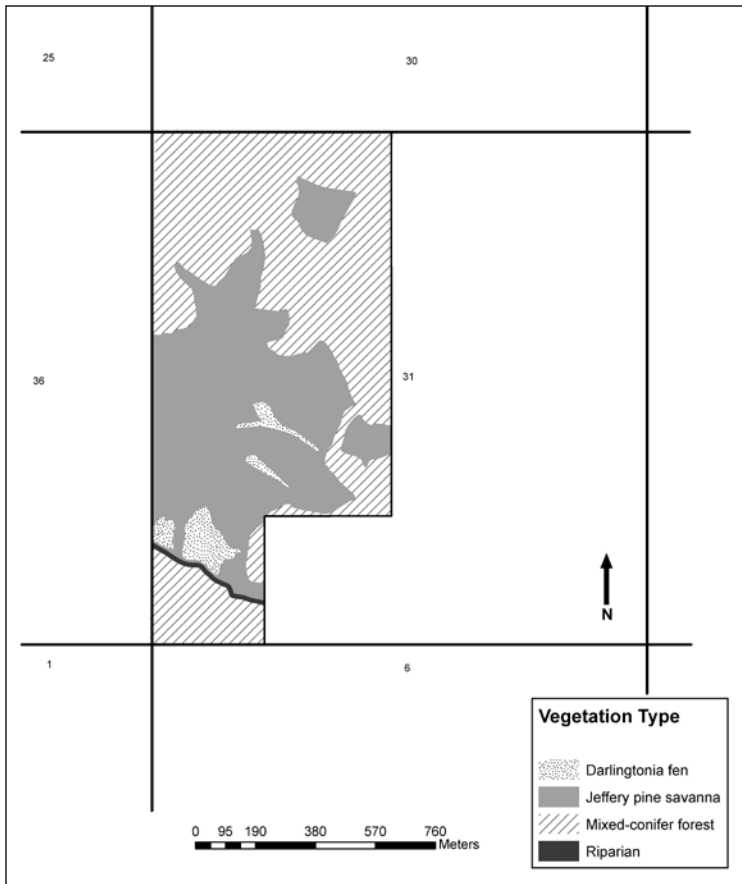 25
30
36
31
1
6
N
Vegetation Type
Darlingtonia fen
Jeffery pine savanna
Mixed-conifer forest
Riparian
0 95 190 380 570 760
Meters